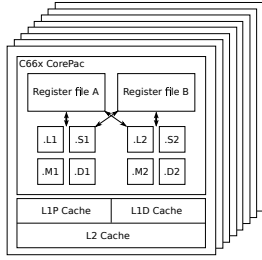 C66x CorePac
Register file A Register file B
.L1 .S1 .L2 .S2
.M1 .D1 .M2 .D2
L1P Cache L1D Cache
L2 Cache